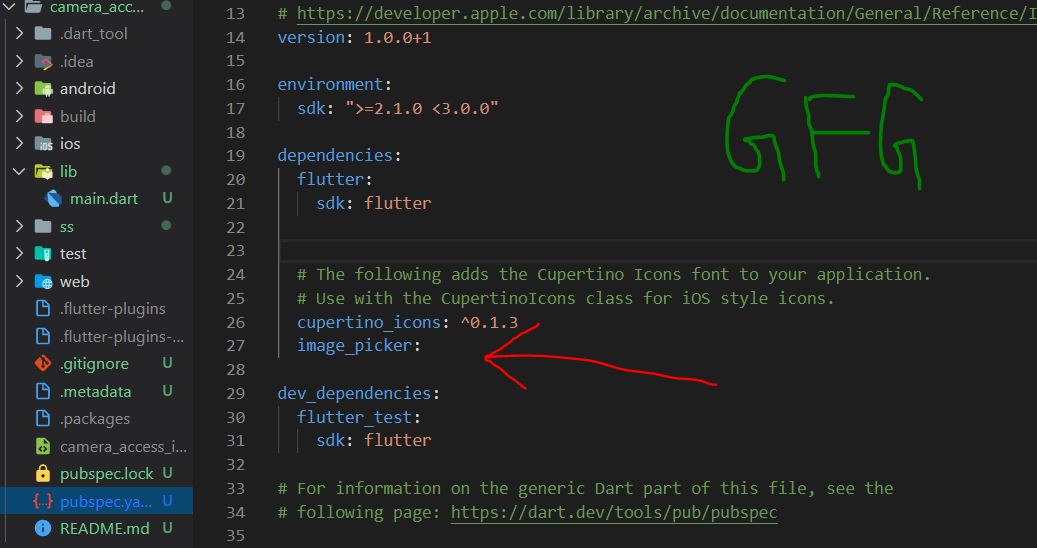 camera_acc...
.dart_tool
.idea
android
build
ios
lib
main.dart U
ss
test
web
.flutter-plugins
.flutter-plugins-...
.gitignore U
.metadata U
.packages
camera_access_i...
pubspec.lock U
pubspec.ya... U
README.md U
13 # https://developer.apple.com/library/archive/documentation/General/Reference/I
14 version: 1.0.0+1
15
16 environment:
17 sdk: ">=2.1.0 <3.0.0"
18
19 dependencies:
20 flutter:
21 sdk: flutter
22
23
24 # The following adds the Cupertino Icons font to your application.
25 # Use with the CupertinoIcons class for iOS style icons.
26 cupertino_icons: ^0.1.3
27 image_picker:
28
29 dev_dependencies:
30 flutter_test:
31 sdk: flutter
32
33 # For information on the generic Dart part of this file, see the
34 # following page: https://dart.dev/tools/pub/pubspec
35
GFG